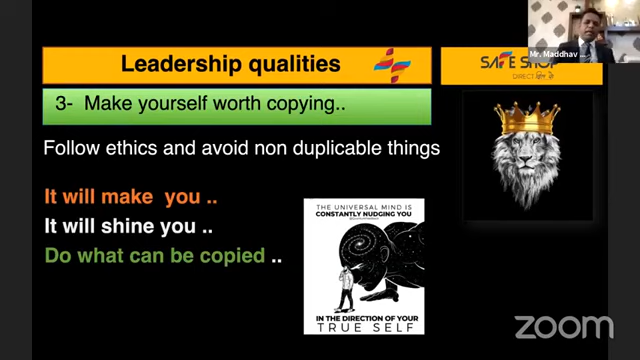 Leadership qualities
SAFE SHOP
DIRECT
Mr. Maddhav ...
3- Make yourself worth copying..
Follow ethics and avoid non duplicable things
It will make you ..
It will shine you ..
Do what can be copied ..
THE UNIVERSAL MIND IS
CONSTANTLY NUDGING YOU
IN THE DIRECTION OF YOUR
TRUE SELF
zoom